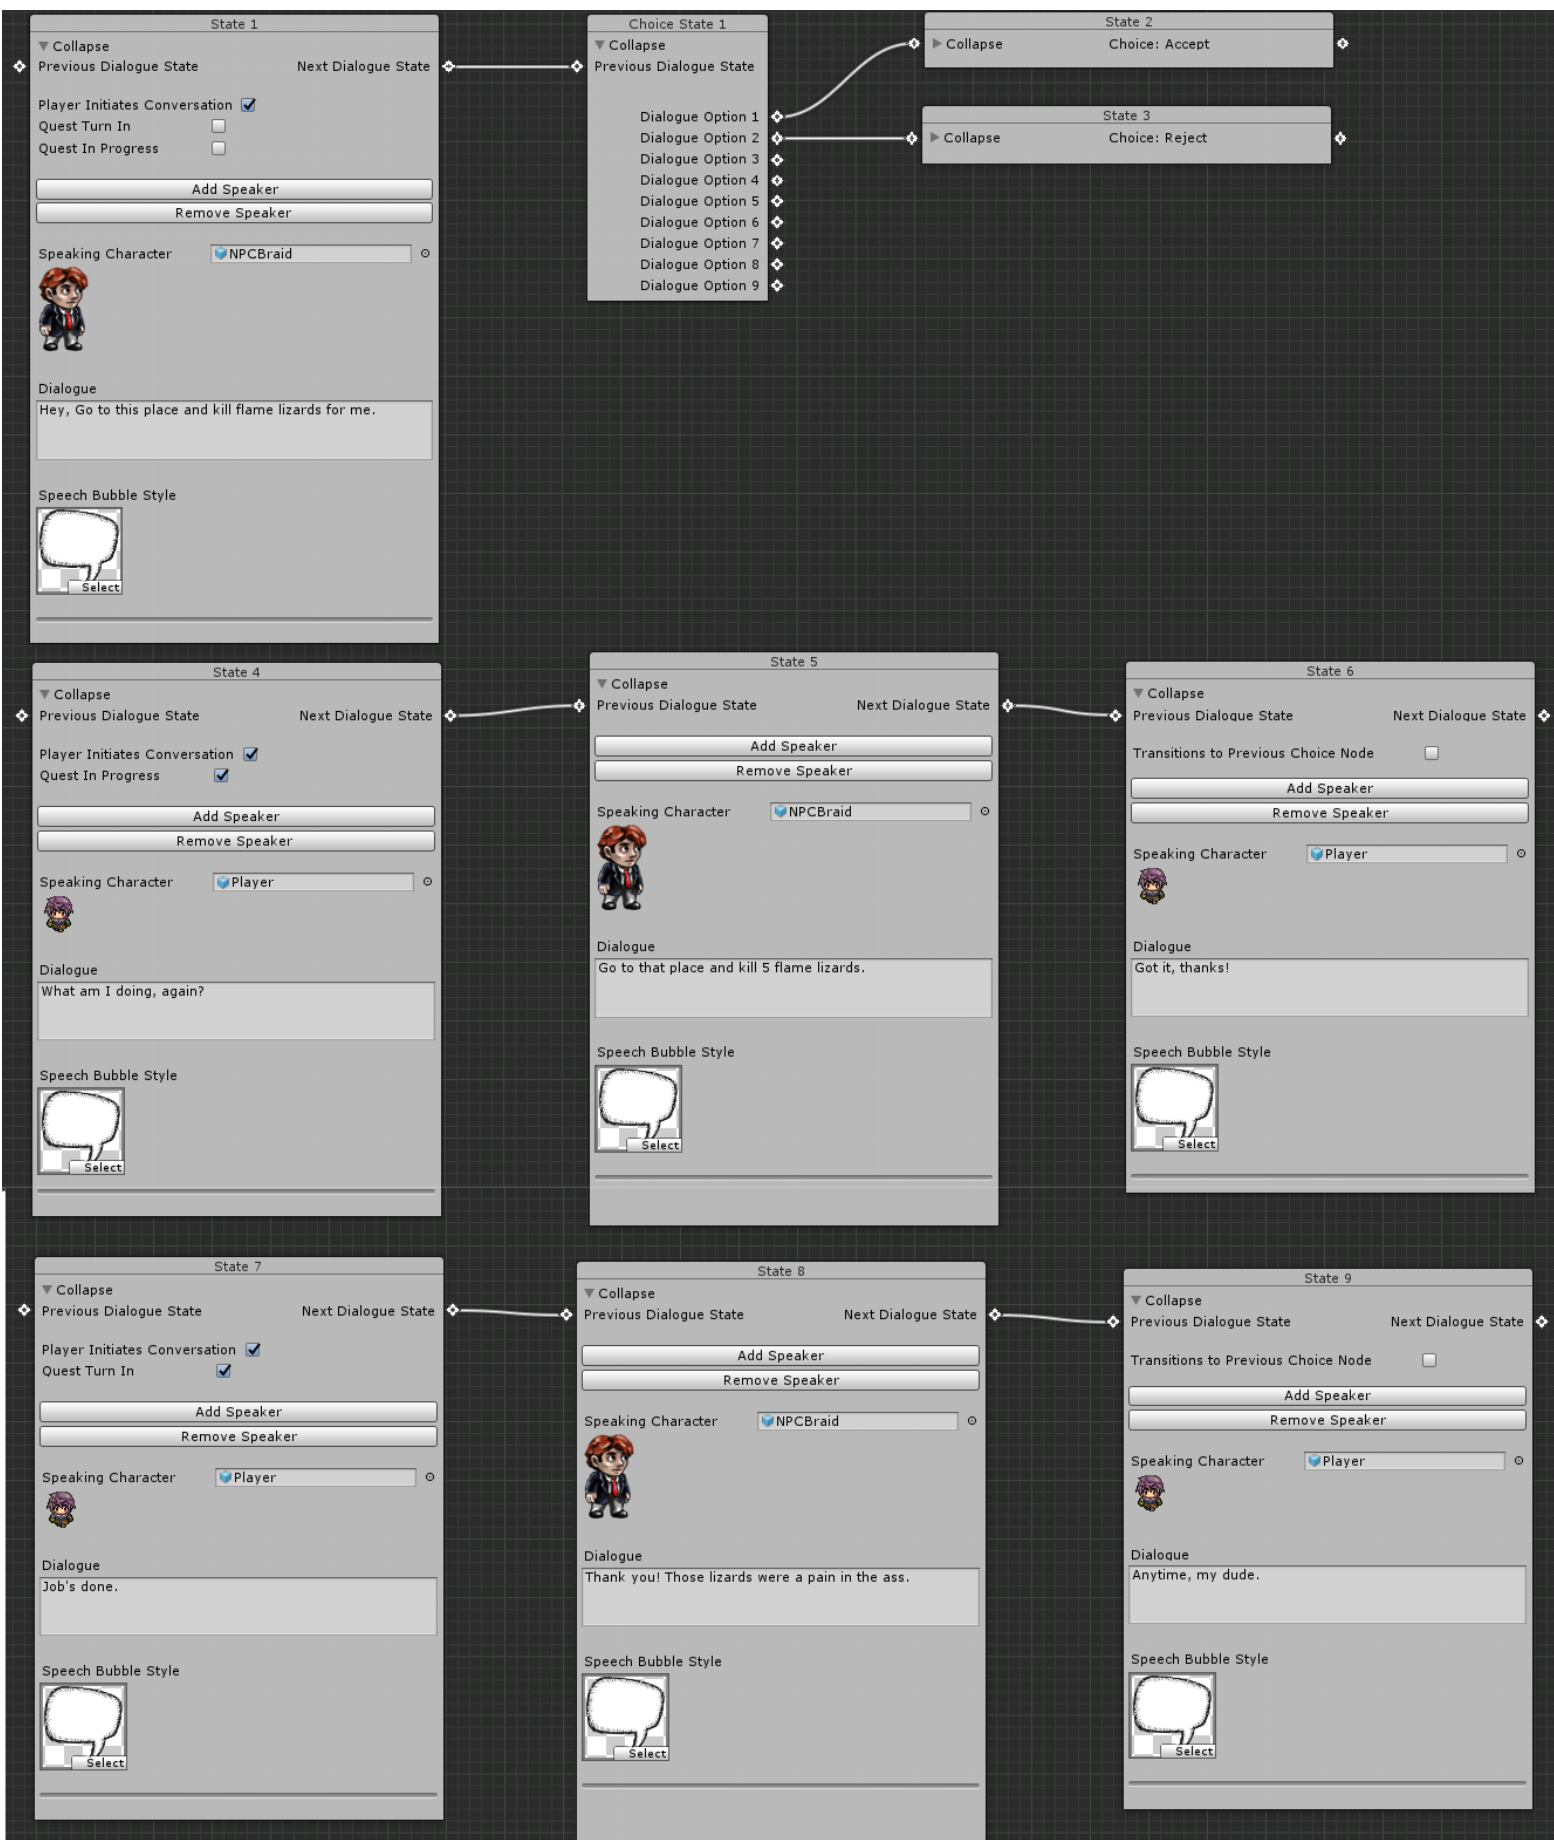 State 1
Collapse
Previous Dialogue State Next Dialogue State
Player Initiates Conversation
Quest Turn In
Quest In Progress
Add Speaker
Remove Speaker
Speaking Character NPCBraid
Dialogue
Hey, Go to this place and kill flame lizards for me.
Speech Bubble Style
Select
Choice State 1
Collapse
Previous Dialogue State
Dialogue Option 1
Dialogue Option 2
Dialogue Option 3
Dialogue Option 4
Dialogue Option 5
Dialogue Option 6
Dialogue Option 7
Dialogue Option 8
Dialogue Option 9
State 2
Collapse Choice: Accept
State 3
Collapse Choice: Reject
State 4
Collapse
Previous Dialogue State Next Dialogue State
Player Initiates Conversation
Quest In Progress
Add Speaker
Remove Speaker
Speaking Character Player
Dialogue
What am I doing, again?
Speech Bubble Style
Select
State 5
Collapse
Previous Dialogue State Next Dialogue State
Add Speaker
Remove Speaker
Speaking Character NPCBraid
Dialogue
Go to that place and kill 5 flame lizards.
Speech Bubble Style
Select
State 6
Collapse
Previous Dialogue State Next Dialogue State
Transitions to Previous Choice Node
Add Speaker
Remove Speaker
Speaking Character Player
Dialogue
Got it, thanks!
Speech Bubble Style
Select
State 7
Collapse
Previous Dialogue State Next Dialogue State
Player Initiates Conversation
Quest Turn In
Add Speaker
Remove Speaker
Speaking Character Player
Dialogue
Job's done.
Speech Bubble Style
Select
State 8
Collapse
Previous Dialogue State Next Dialogue State
Add Speaker
Remove Speaker
Speaking Character NPCBraid
Dialogue
Thank you! Those lizards were a pain in the ass.
Speech Bubble Style
Select
State 9
Collapse
Previous Dialogue State Next Dialogue State
Transitions to Previous Choice Node
Add Speaker
Remove Speaker
Speaking Character Player
Dialogue
Anytime, my dude.
Speech Bubble Style
Select